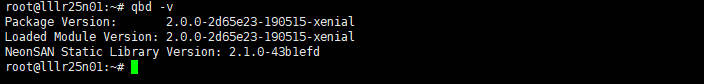 root@lllr25n01:~# qbd -v
Package Version:       2.0.0-2d65e23-190515-xenial
Loaded Module Version: 2.0.0-2d65e23-190515-xenial
NeonSAN Static Library Version: 2.1.0-43b1efd
root@lllr25n01:~#